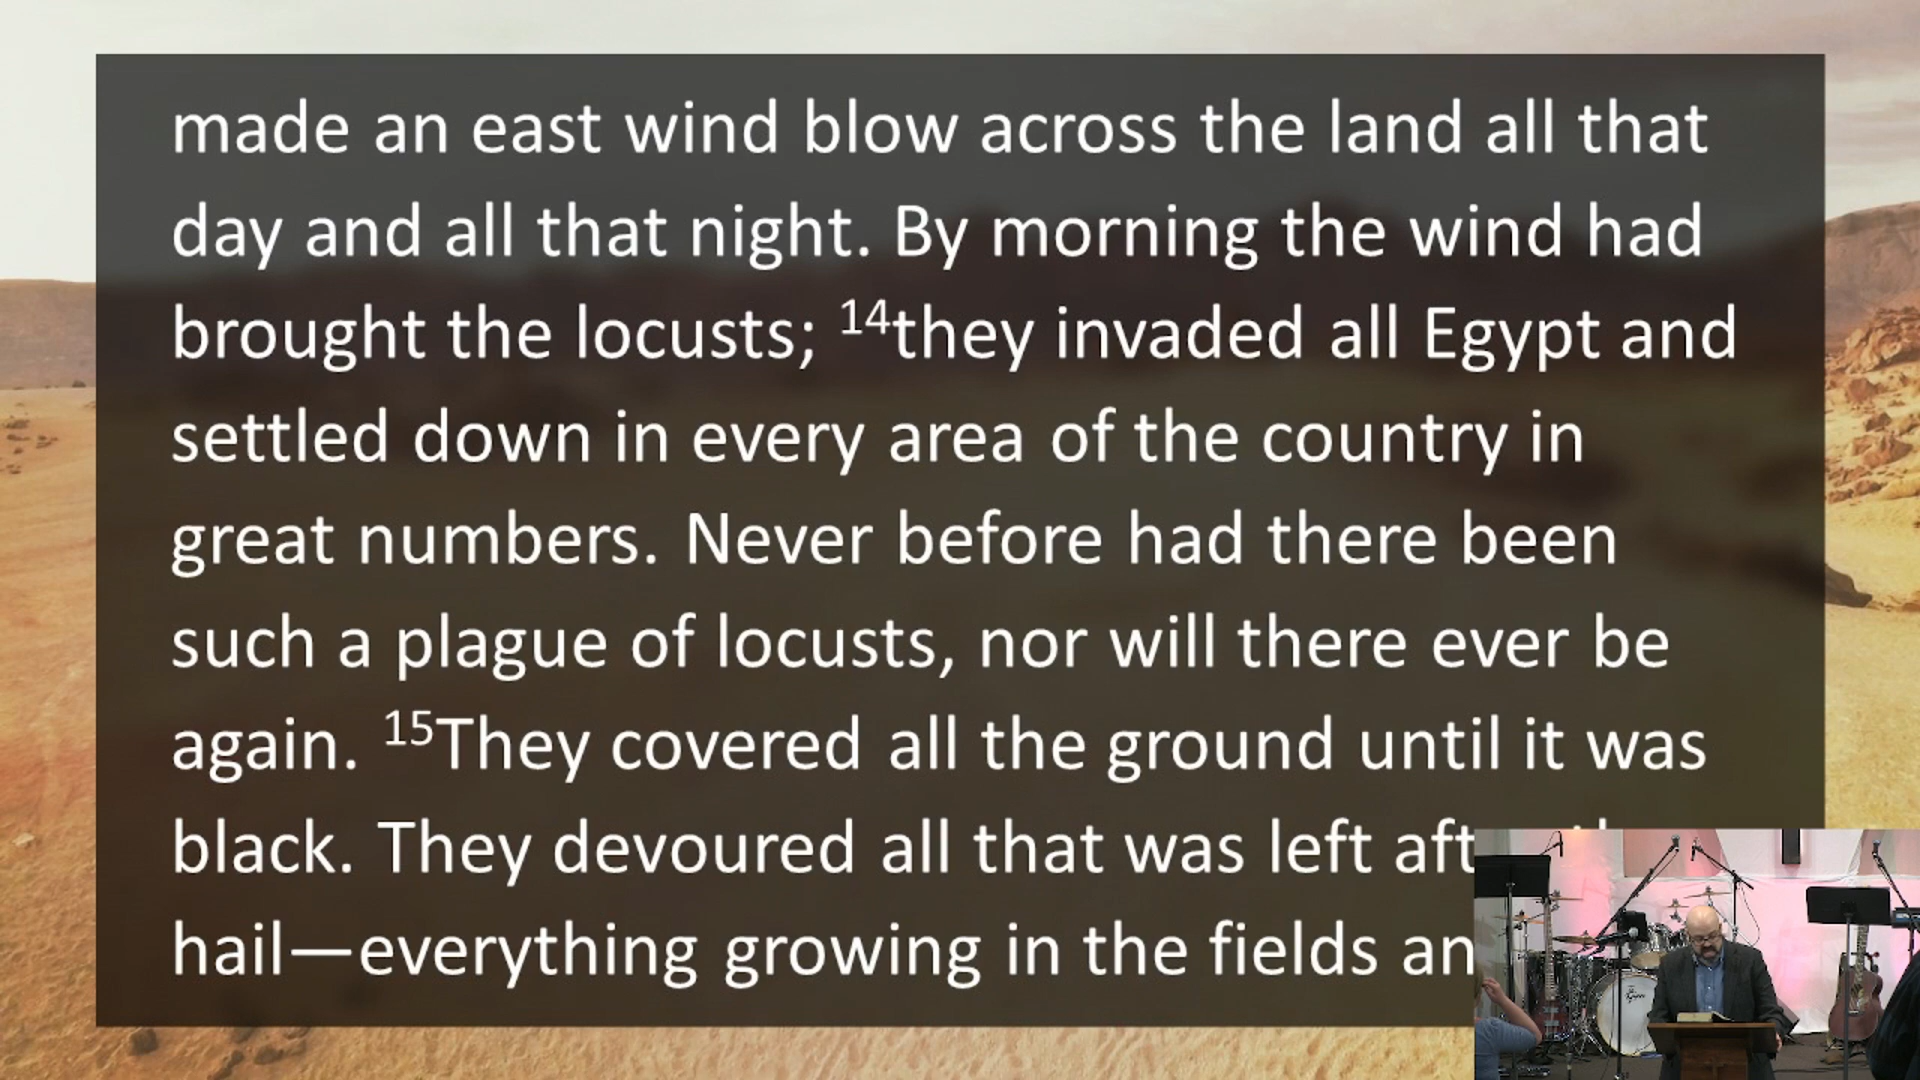 made an east wind blow across the land all that
day and all that night. By morning the wind had
brought the locusts; 14they invaded all Egypt and
settled down in every area of the country in
great numbers. Never before had there been
such a plague of locusts, nor will there ever be
again. 15They covered all the ground until it was
black. They devoured all that was left
hail—everything growing in the fields